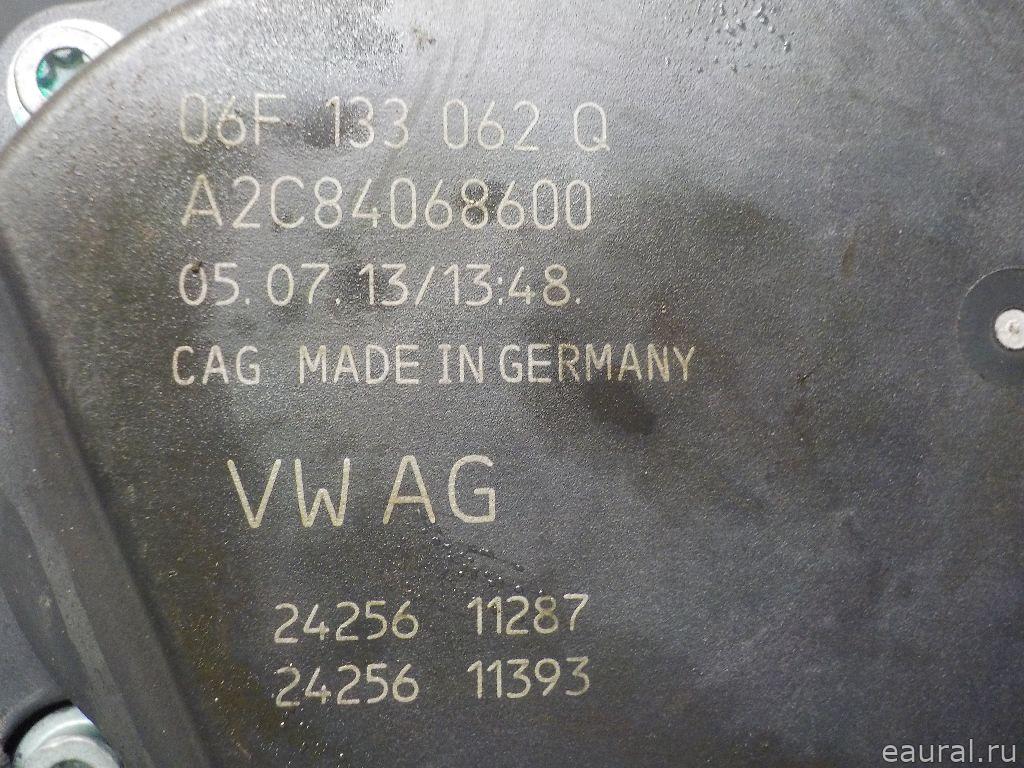 06F 133 062 Q
A2C84068600
05.07.13/13:48.
CAG MADE IN GERMANY
VW AG
24256 11287
24256 11393
eaural.ru